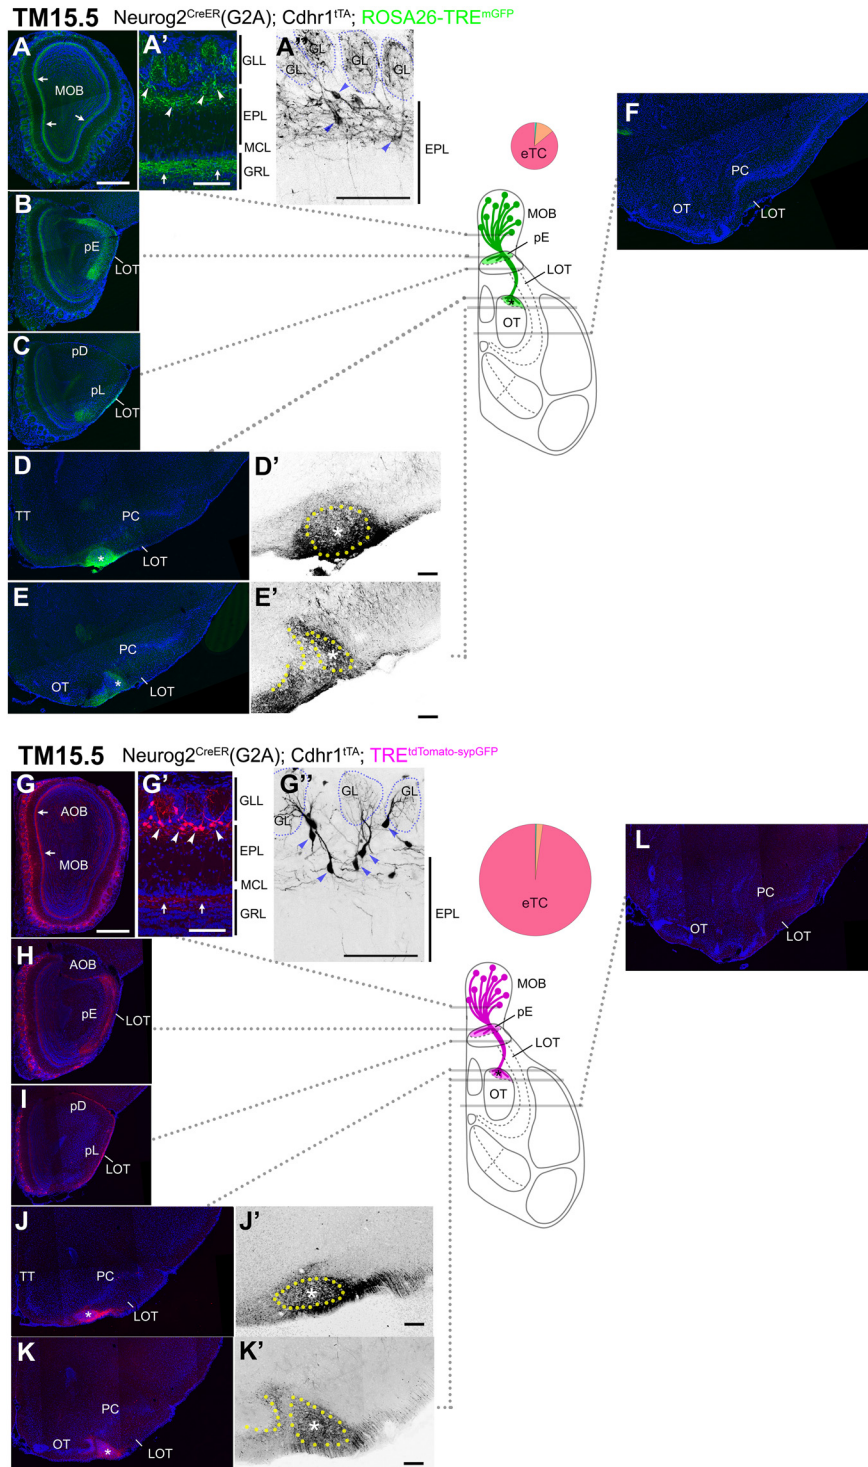 TM15.5 Neurog2CreER(G2A); Cdhr1tTA; ROSA26-TREmGFP
A
MOB
A'
GLL
EPL
MCL
GRL
A"
GL
GL
GL
EPL
eTC
F
PC
OT
LOT
B
pE
LOT
MOB
pE
LOT
*
OT
C
pD
pL
LOT
D
TT
PC
*
LOT
D'
*
E
PC
OT
*
LOT
E'
*
TM15.5 Neurog2CreER(G2A); Cdhr1tTA; TREtdTomato-sypGFP
G
AOB
MOB
G'
GLL
EPL
MCL
GRL
G"
GL
GL
GL
EPL
eTC
L
PC
OT
LOT
H
AOB
pE
LOT
MOB
pE
LOT
*
OT
I
pD
pL
LOT
J
TT
PC
*
LOT
J'
*
K
PC
OT
*
LOT
K'
*